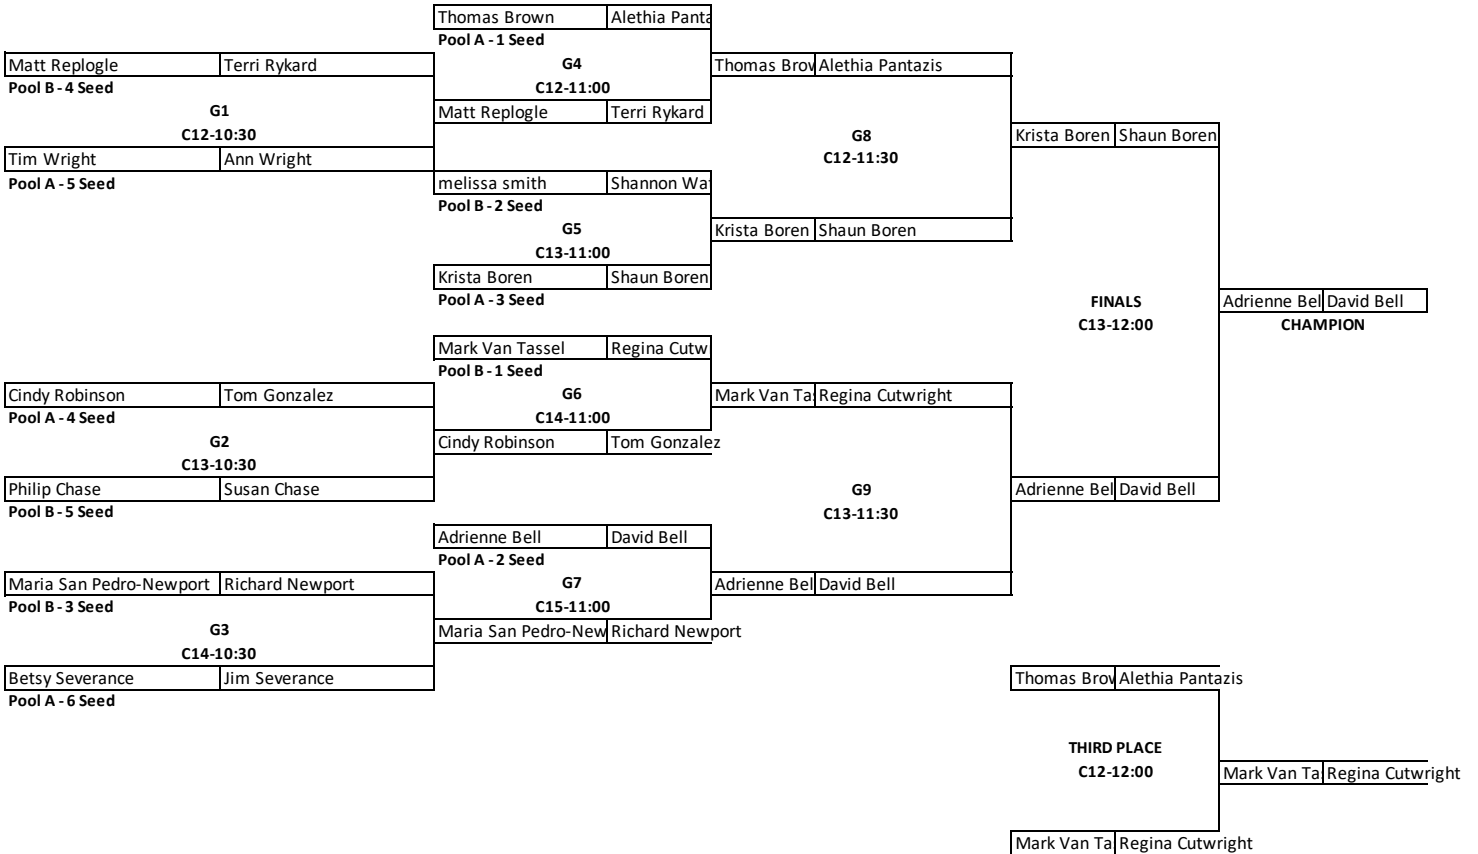 Thomas Brown Alethia Panta
Pool A - 1 Seed
Matt Replogle Terri Rykard G4 Thomas Brov Alethia Pantazis
Pool B - 4 Seed C12-11:00
G1 Matt Replogle Terri Rykard
C12-10:30 G8 Krista Boren Shaun Boren
Tim Wright Ann Wright C12-11:30
Pool A - 5 Seed melissa smith Shannon Wa
Pool B - 2 Seed
G5 Krista Boren Shaun Boren
C13-11:00
Krista Boren Shaun Boren
Pool A - 3 Seed FINALS Adrienne Bel David Bell
C13-12:00 CHAMPION
Mark Van Tassel Regina Cutw
Pool B - 1 Seed
Cindy Robinson Tom Gonzalez G6 Mark Van Ta Regina Cutwright
Pool A - 4 Seed C14-11:00
G2 Cindy Robinson Tom Gonzalez
C13-10:30
Philip Chase Susan Chase G9 Adrienne Bel David Bell
Pool B - 5 Seed C13-11:30
Adrienne Bell David Bell
Pool A - 2 Seed
Maria San Pedro-Newport Richard Newport G7 Adrienne Bel David Bell
Pool B - 3 Seed C15-11:00
G3 Maria San Pedro-New Richard Newport
C14-10:30
Betsy Severance Jim Severance Thomas Brov Alethia Pantazis
Pool A - 6 Seed
THIRD PLACE
C12-12:00 Mark Van Ta Regina Cutwright
Mark Van Ta Regina Cutwright